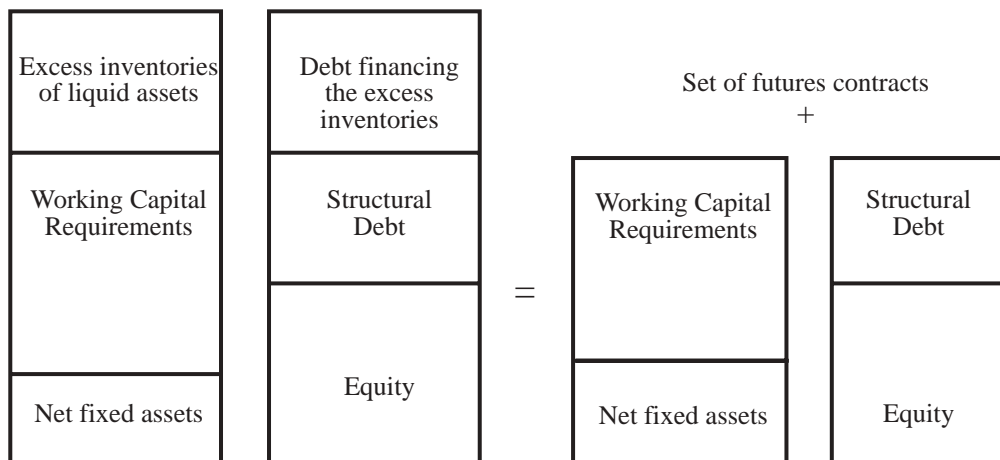 Excess inventories
of liquid assets
Working Capital
Requirements
Net fixed assets
Debt financing
the excess
inventories
Structural
Debt
Equity
=
Set of futures contracts
+
Working Capital
Requirements
Net fixed assets
Structural
Debt
Equity